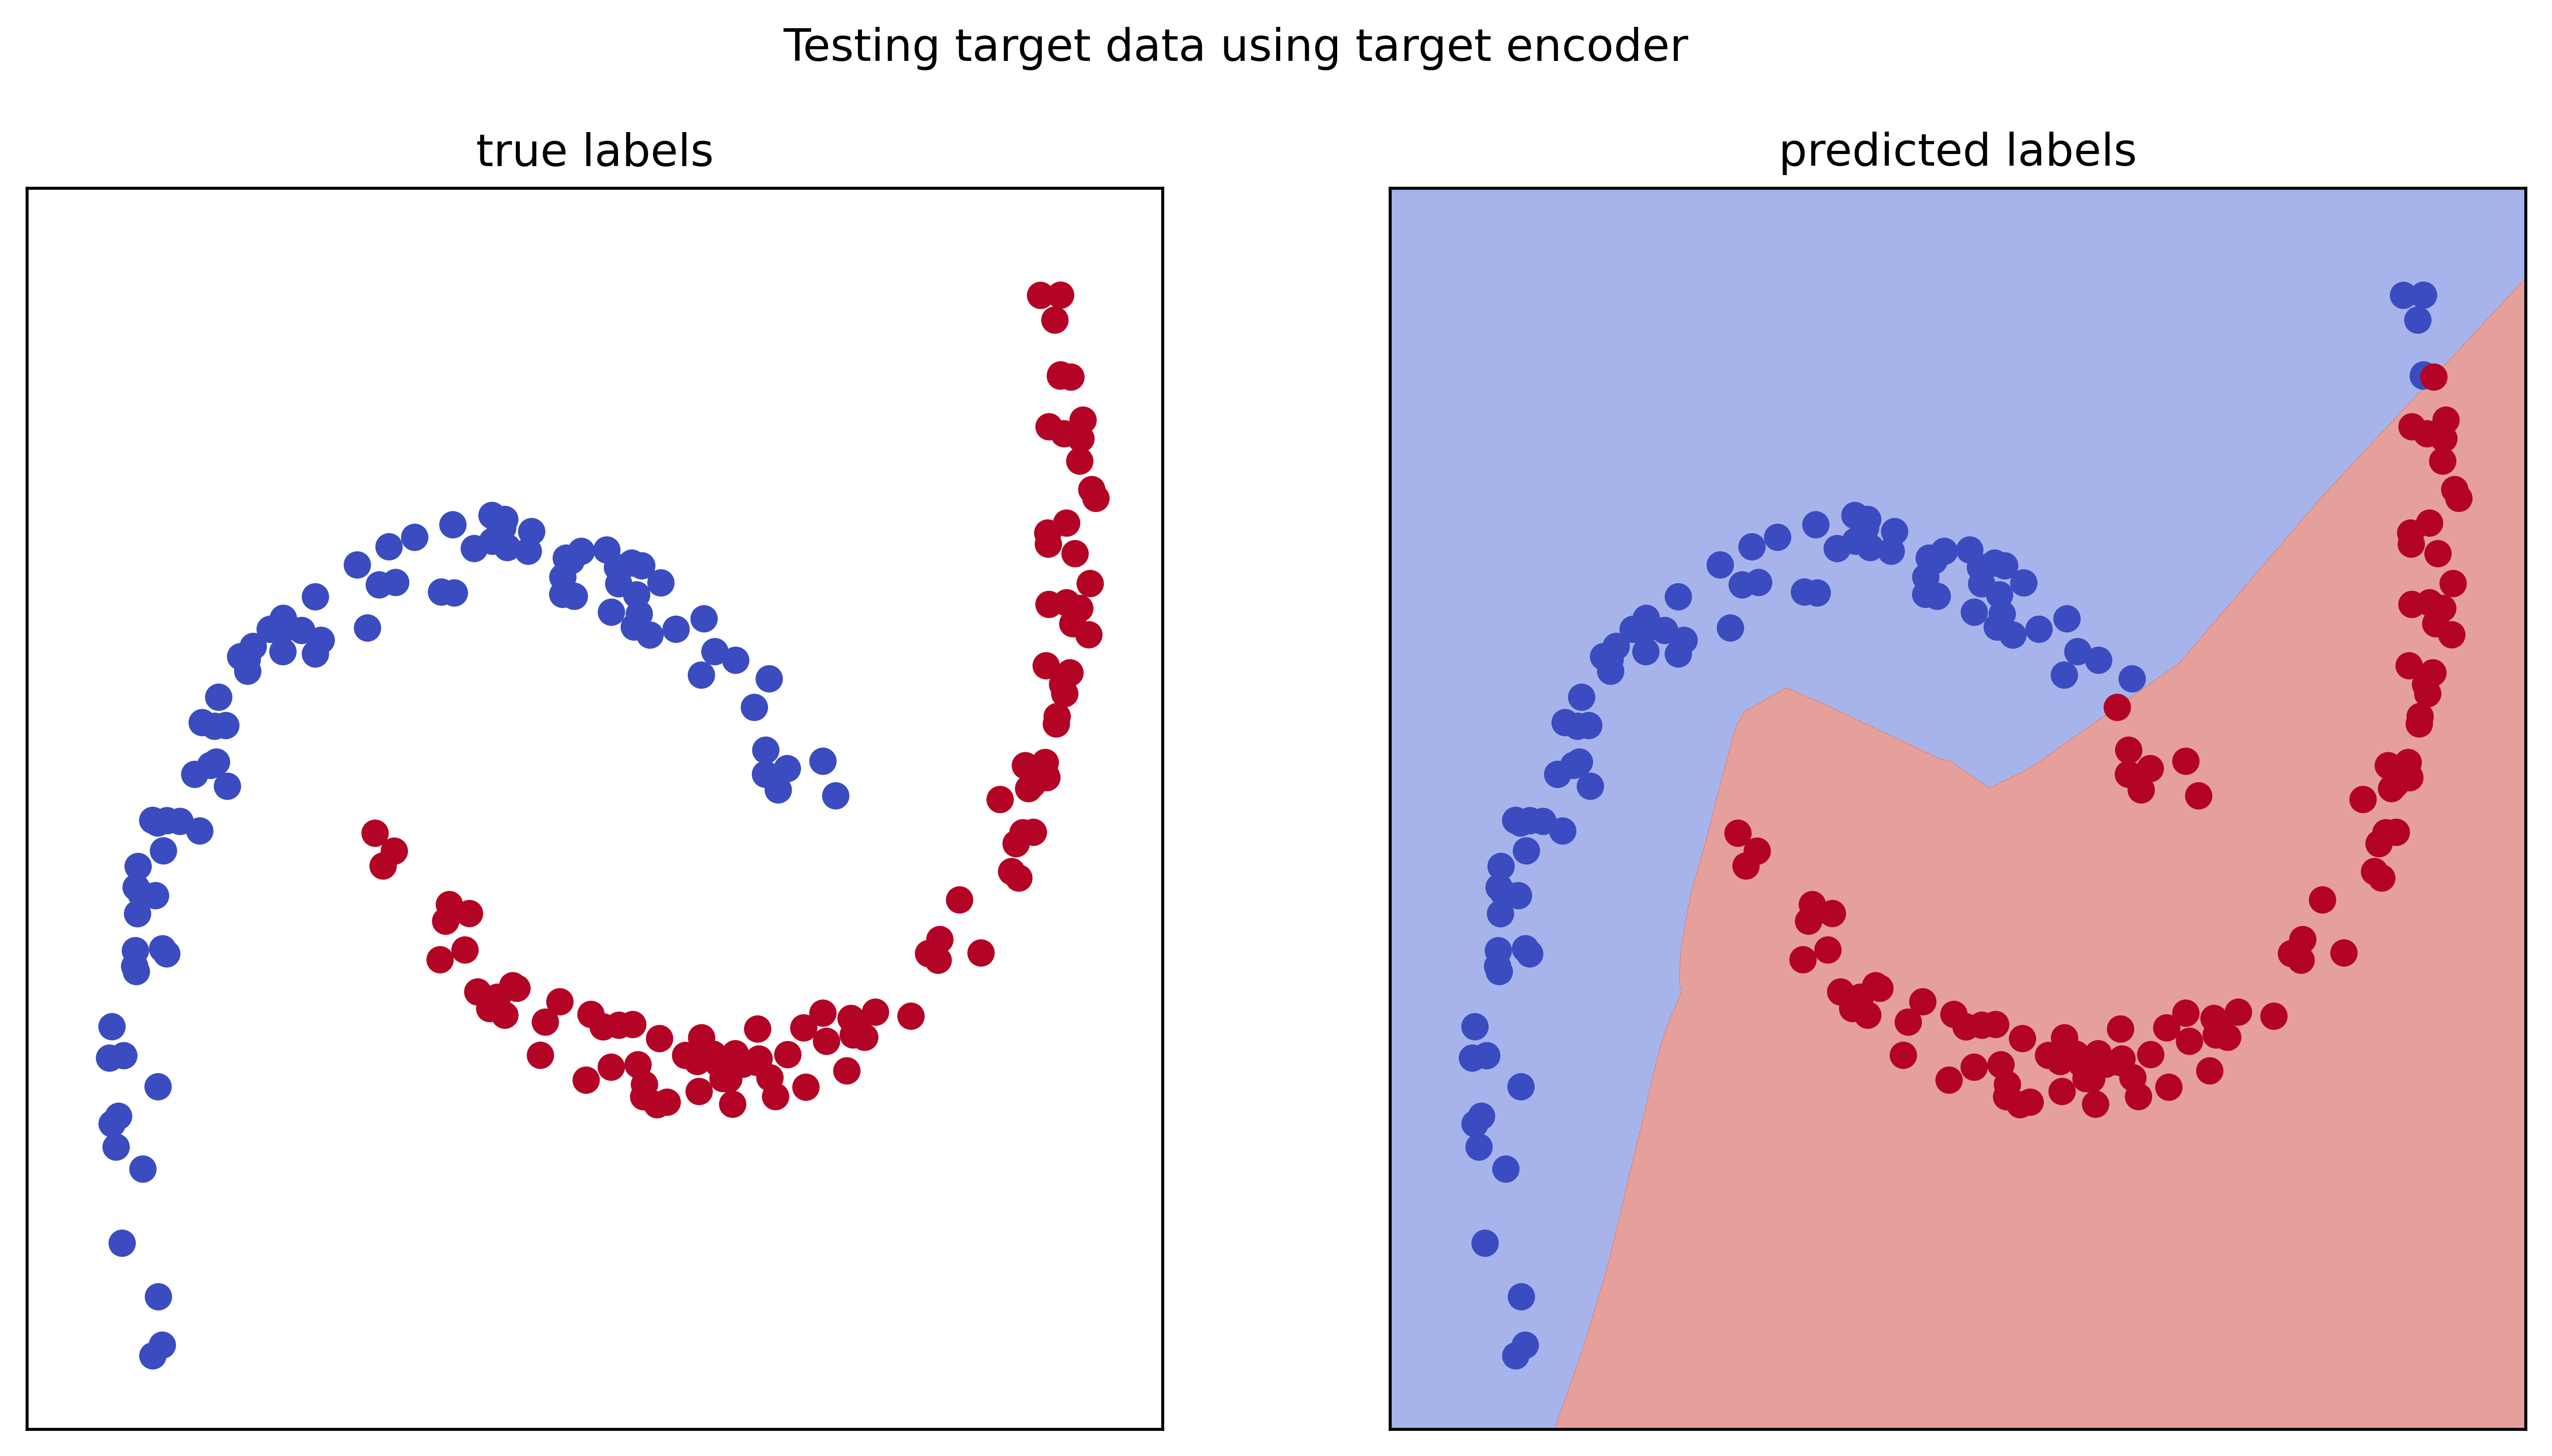 Testing target data using target encoder
true labels
predicted labels